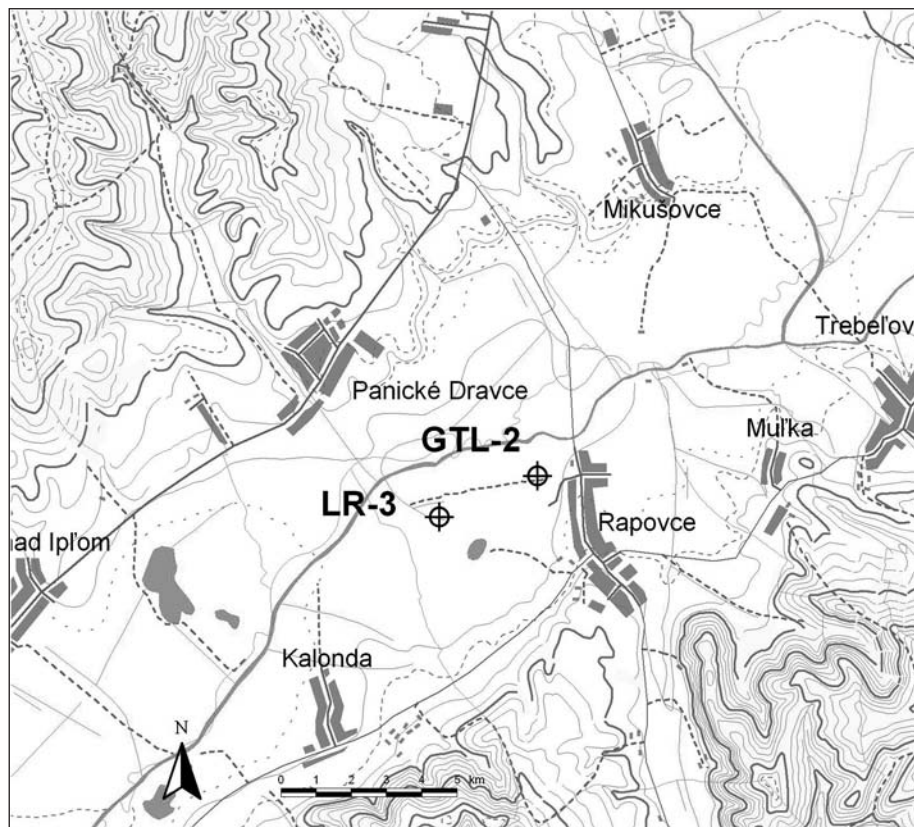 Mikušovce
Trebeľov
Panické Dravce
Muľka
GTL-2
LR-3
Rapovce
nad Ipľom
Kalonda
N
0 1 2 3 4 5 km